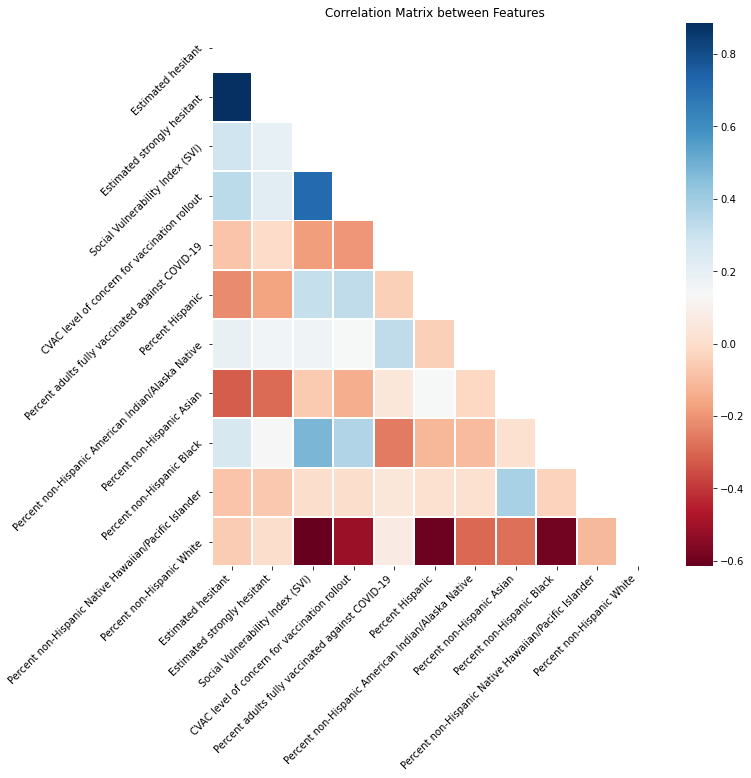 Correlation Matrix between Features
Estimated hesitant
Estimated strongly hesitant
Social Vulnerability Index (SVI)
CVAC level of concern for vaccination rollout
Percent adults fully vaccinated against COVID-19
Percent Hispanic
Percent non-Hispanic American Indian/Alaska Native
Percent non-Hispanic Asian
Percent non-Hispanic Black
Percent non-Hispanic Native Hawaiian/Pacific Islander
Percent non-Hispanic White
Estimated hesitant
Estimated strongly hesitant
Social Vulnerability Index (SVI)
CVAC level of concern for vaccination rollout
Percent adults fully vaccinated against COVID-19
Percent Hispanic
Percent non-Hispanic American Indian/Alaska Native
Percent non-Hispanic Asian
Percent non-Hispanic Black
Percent non-Hispanic Native Hawaiian/Pacific Islander
Percent non-Hispanic White
0.8
0.6
0.4
0.2
0.0
−0.2
−0.4
−0.6